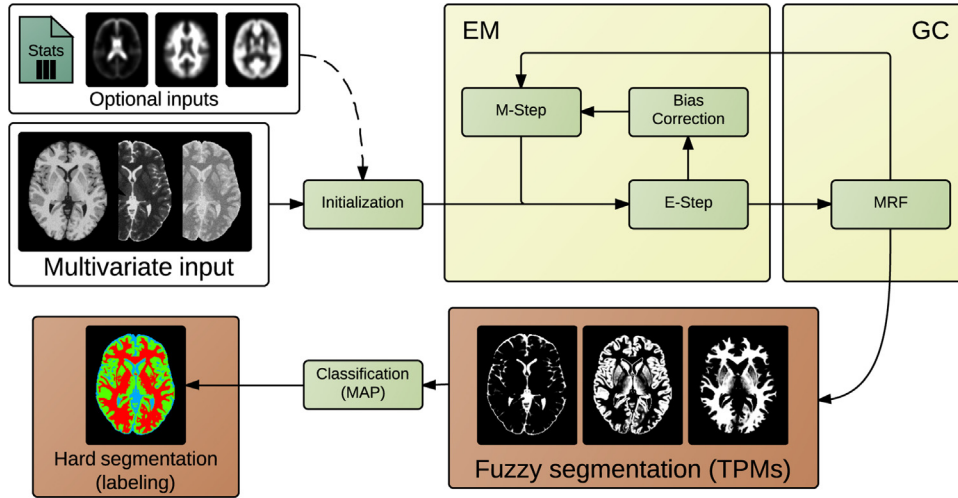 Stats
Optional inputs
Multivariate input
Initialization
EM
M-Step
Bias
Correction
E-Step
GC
MRF
Hard segmentation
(labeling)
Classification
(MAP)
Fuzzy segmentation (TPMs)